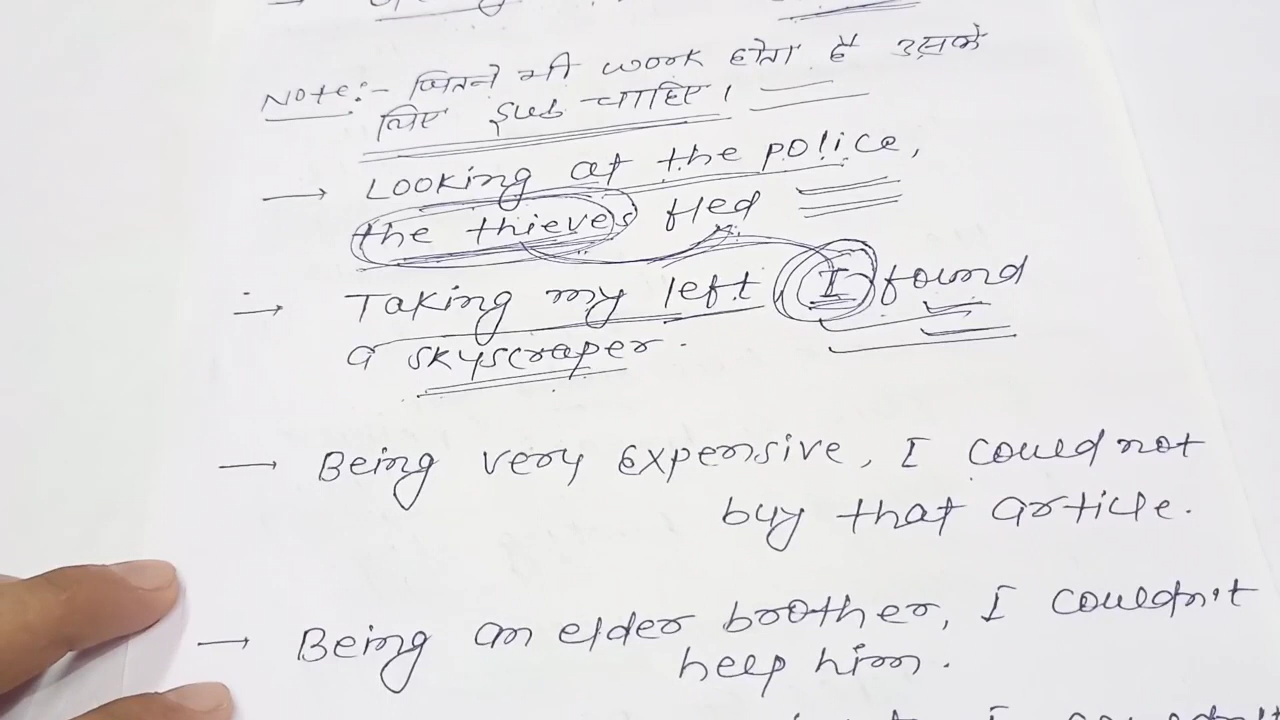 Note:- जितने भी work होता है उसके
लिए sub चाहिए।
→ Looking at the police,
the thieves fled
→ Taking my left I found
a skyscraper.
→ Being very expensive, I could not
buy that article.
→ Being an elder brother, I couldn't
help him.